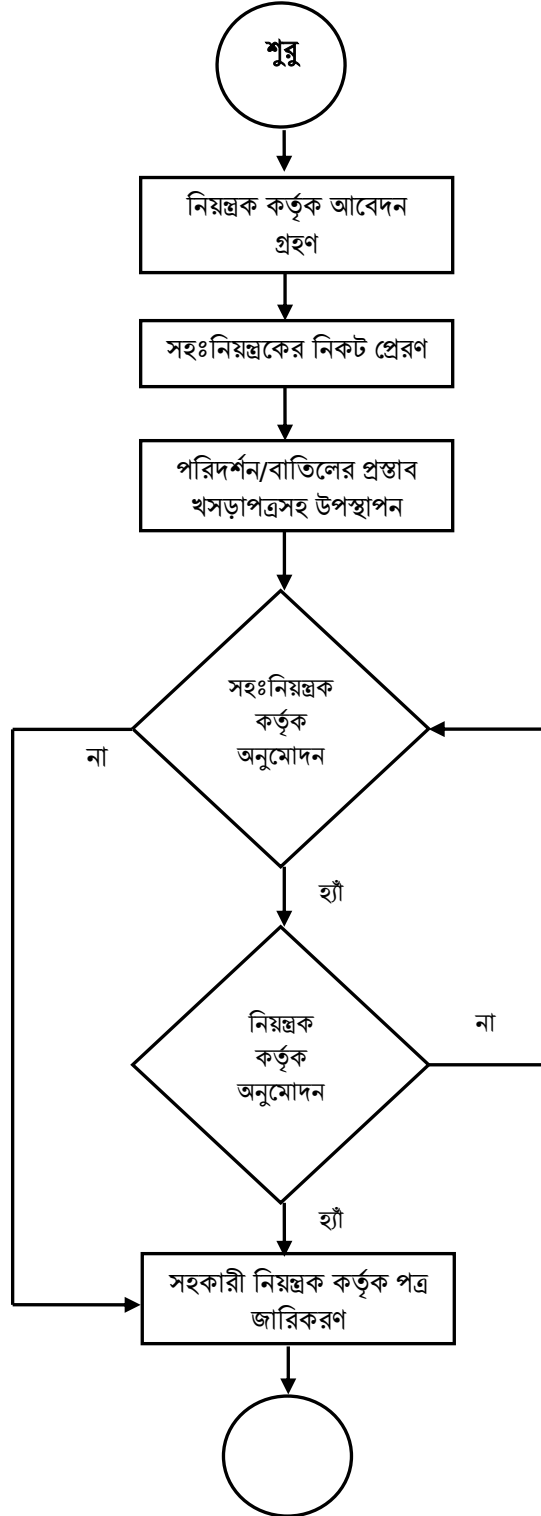 শুরু
নিয়ন্ত্রক কর্তৃক আবেদন
গ্রহণ
সহঃনিয়ন্ত্রকের নিকট প্রেরণ
পরিদর্শন/বাতিলের প্রস্তাব
খসড়াপত্রসহ উপস্থাপন
সহঃনিয়ন্ত্রক
কর্তৃক
অনুমোদন
না
হ্যাঁ
নিয়ন্ত্রক
কর্তৃক
অনুমোদন
না
হ্যাঁ
সহকারী নিয়ন্ত্রক কর্তৃক পত্র
জারিকরণ